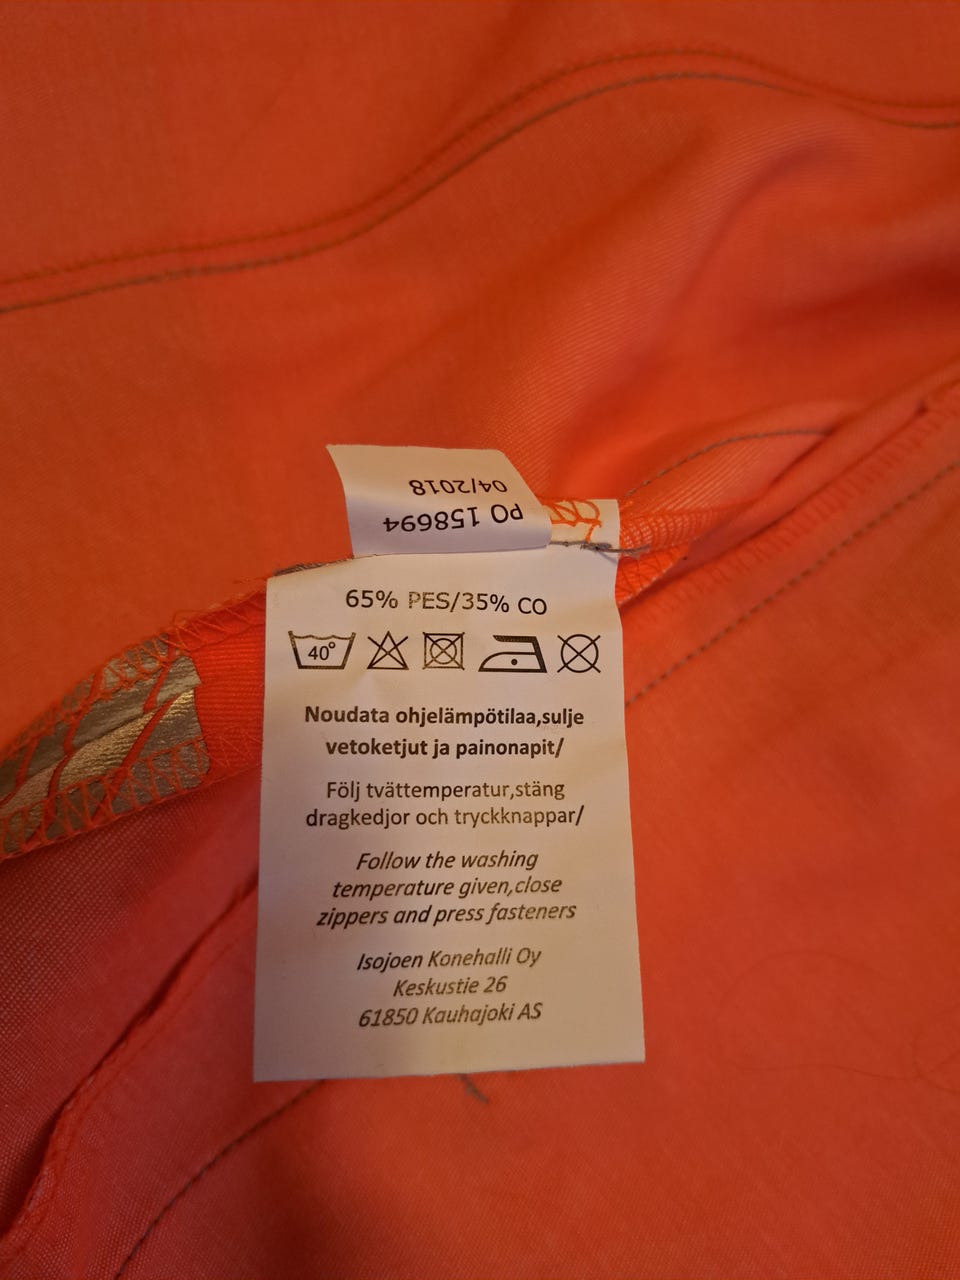 PO 158694
04/2018
65% PES/35% CO
40°
Noudata ohjelämpötilaa,sulje
vetoketjut ja painonapit/
Följ tvättemperatur,stäng
dragkedjor och tryckknappar/
Follow the washing
temperature given,close
zippers and press fasteners
Isojoen Konehalli Oy
Keskustie 26
61850 Kauhajoki AS